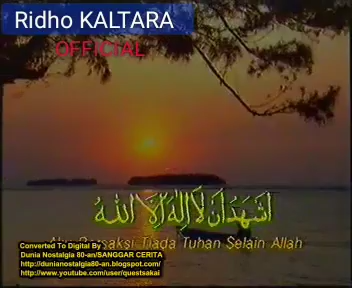 Ridho KALTARA
OFFICIAL
اشهد ان لا اله الا الله
Aku Bersaksi Tiada Tuhan Selain Allah
Converted To Digital By
Dunia Nostalgia 80-an/SANGGAR CERITA
http://dunianostalgia80-an.blogspot.com/
http://www.youtube.com/user/questsakai